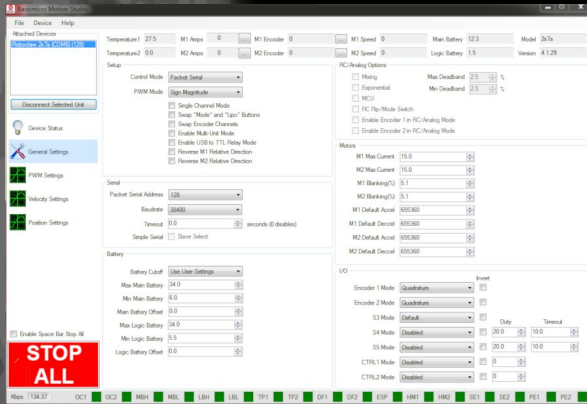 Basicmicro Motion Studio
File Device Help
Attached Devices
Roboclaw 2x7a (COM5) (128)
Temperature1 27.5 M1 Amps 0 ... M1 Encoder 0 ... M1 Speed 0 Main Battery 12.3 Model 2x7a
Temperature2 0.0 M2 Amps 0 ... M2 Encoder 0 ... M2 Speed 0 Logic Battery 1.5 Version 4.1.29
Disconnect Selected Unit
Device Status
General Settings
PWM Settings
Velocity Settings
Position Settings
Enable Space Bar Stop All
STOP
ALL
Setup
Control Mode Packet Serial
PWM Mode Sign Magnitude
Single Channel Mode
Swap "Mode" and "Lipo" Buttons
Swap Encoder Channels
Enable Multi-Unit Mode
Enable USB to TTL Relay Mode
Reverse M1 Relative Direction
Reverse M2 Relative Direction
Serial
Packet Serial Address 128
Baudrate 38400
Timeout 0.0 seconds (0 disables)
Simple Serial Slave Select
Battery
Battery Cutoff Use User Settings
Max Main Battery 34.0
Min Main Battery 6.0
Main Battery Offset 0.0
Max Logic Battery 34.0
Min Logic Battery 5.5
Logic Battery Offset 0.0
RC/Analog Options
Mixing Max Deadband 2.5 %
Exponential Min Deadband 2.5 %
MCU
RC Flip/Mode Switch
Enable Encoder 1 in RC/Analog Mode
Enable Encoder 2 in RC/Analog Mode
Motors
M1 Max Current 15.0
M2 Max Current 15.0
M1 Blanking(%) 5.1
M2 Blanking(%) 5.1
M1 Default Accel 655360
M1 Default Deccel 655360
M2 Default Accel 655360
M2 Default Deccel 655360
I/O
Invert
Encoder 1 Mode Quadrature
Encoder 2 Mode Quadrature
S3 Mode Default Duty Timeout
S4 Mode Disabled 20.0 10.0
S5 Mode Disabled 20.0 10.0
CTRL1 Mode Disabled 0
CTRL2 Mode Disabled 0
Kbps 134.37 OC1 OC2 MBH MBL LBH LBL TP1 TP2 DF1 DF2 ESP HM1 HM2 SE1 SE2 PE1 PE2